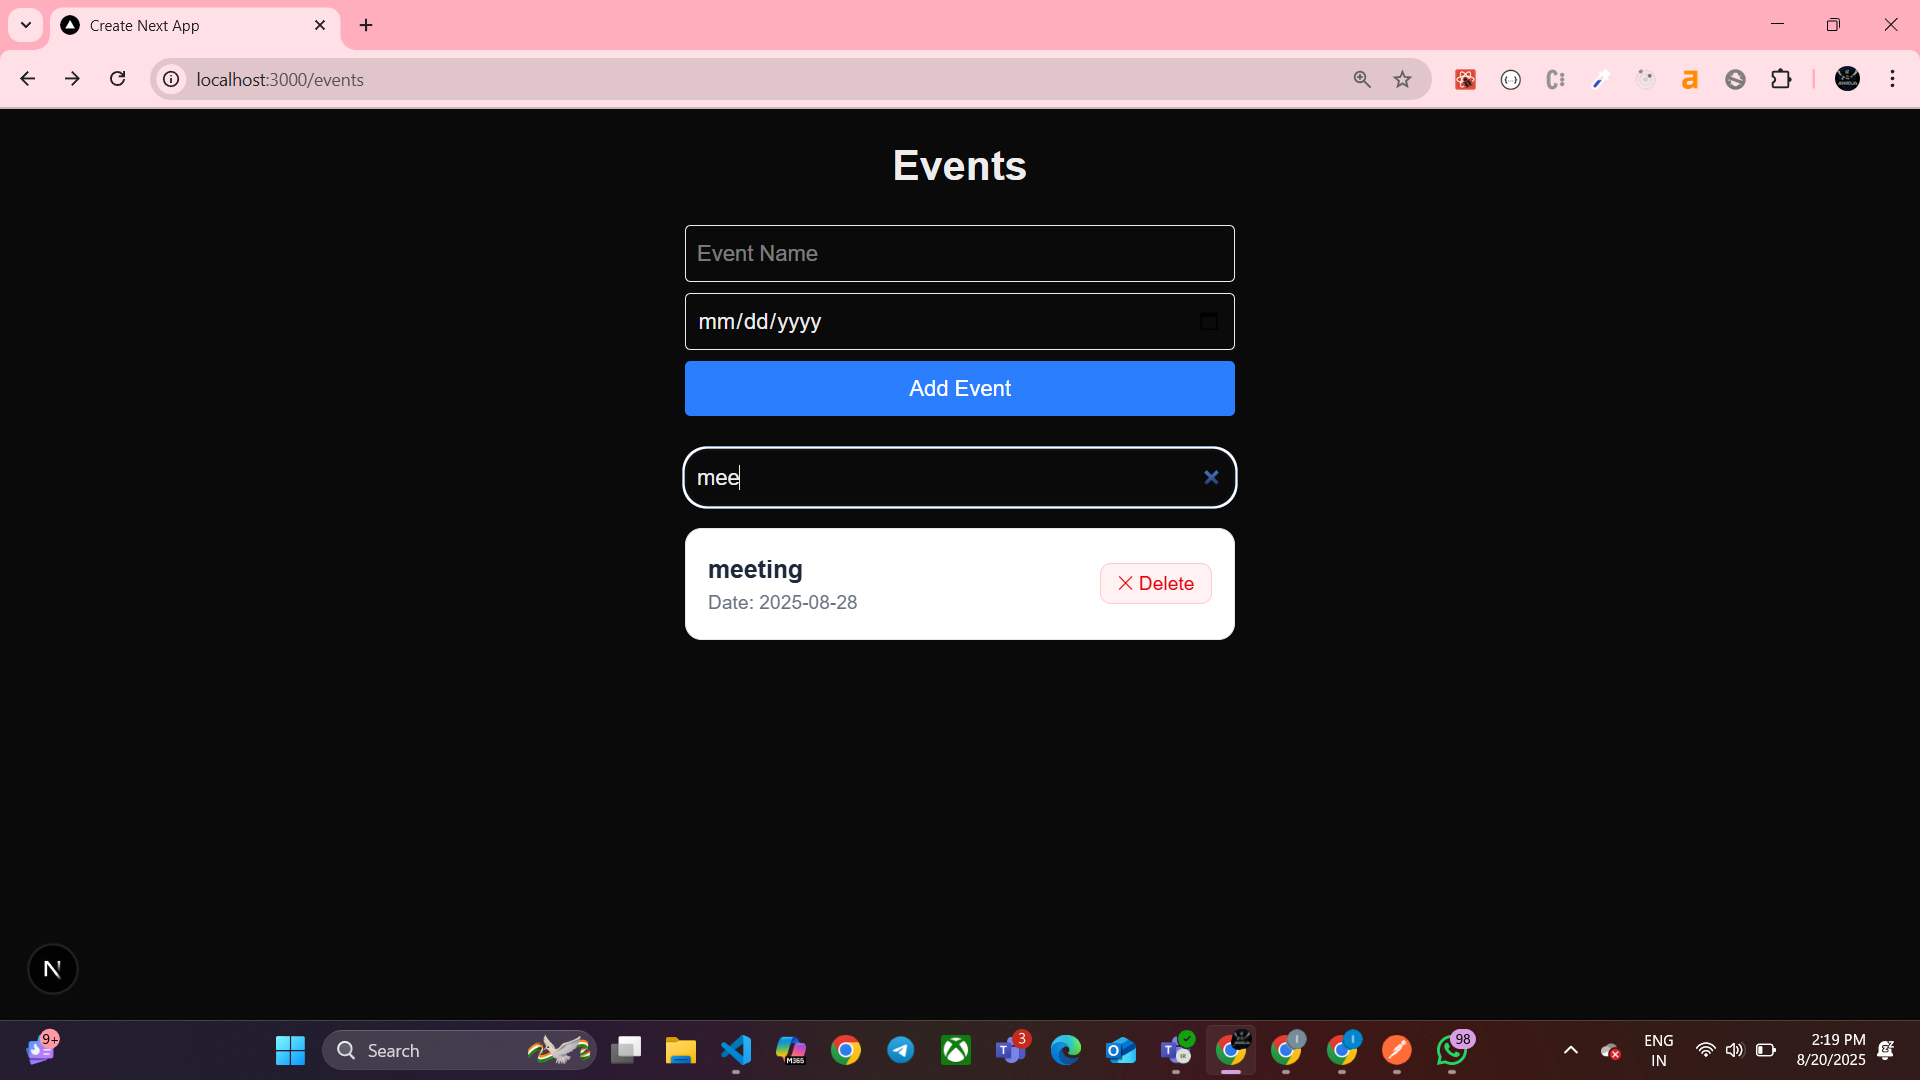 Create Next App
localhost:3000/events
Events
Event Name
mm/dd/yyyy
Add Event
mee
meeting
Date: 2025-08-28
Delete
N
9+
Search
M365
3
98
ENG
IN
2:19 PM
8/20/2025